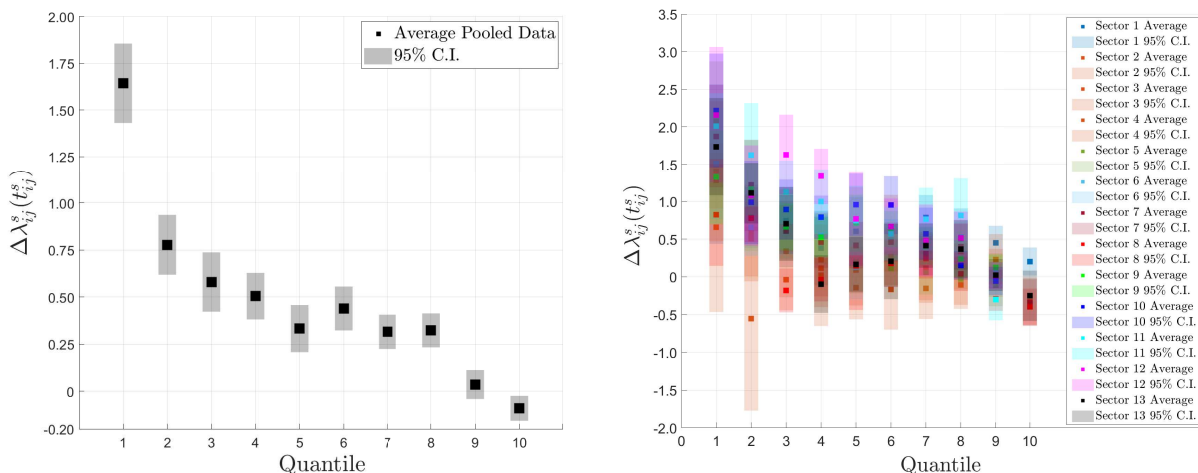 2.00
1.75
1.50
1.25
1.00
0.75
0.50
0.25
0
-0.20
Δλ^s_ij(t^s_ij)
Average Pooled Data
95% C.I.
1 2 3 4 5 6 7 8 9 10
Quantile
3.5
3.0
2.5
2.0
1.5
1.0
0.5
0
-0.5
-1.0
-1.5
-2.0
Δλ^s_ij(t^s_ij)
0 1 2 3 4 5 6 7 8 9 10
Quantile
Sector 1 Average
Sector 1 95% C.I.
Sector 2 Average
Sector 2 95% C.I.
Sector 3 Average
Sector 3 95% C.I.
Sector 4 Average
Sector 4 95% C.I.
Sector 5 Average
Sector 5 95% C.I.
Sector 6 Average
Sector 6 95% C.I.
Sector 7 Average
Sector 7 95% C.I.
Sector 8 Average
Sector 8 95% C.I.
Sector 9 Average
Sector 9 95% C.I.
Sector 10 Average
Sector 10 95% C.I.
Sector 11 Average
Sector 11 95% C.I.
Sector 12 Average
Sector 12 95% C.I.
Sector 13 Average
Sector 13 95% C.I.